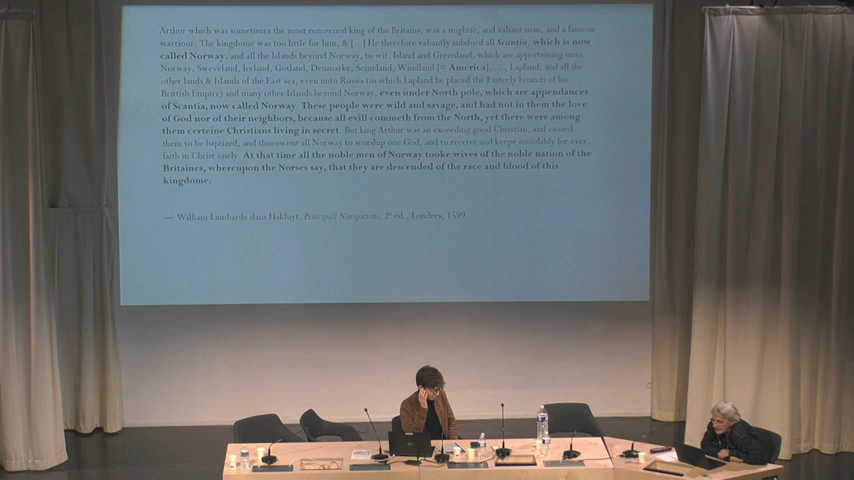 Arthur which was sometimes the most renowned king of the Britains, was a mightie, and valiant man, and a famous
warriour. The kingdome was too little for him, & [...] He therefore valiantly subdued all Scantia, which is now
called Norway, and all the Islands beyond Norway, to wit, Island and Greenland, which are apperteining unto
Norway, Sweveland, Ireland, Gotland, Denmarke, Semeland, Windland [= America], ..., Lapland, and all the
other lands & Islands of the East sea, even unto Russia (in which Lapland he placed the Easterly bounds of his
Brittish Empire) and many other Islands beyond Norway, even under North pole, which are appendances
of Scantia, now called Norway. These people were wild and savage, and had not in them the love
of God nor of their neighbors, because all evill commeth from the North, yet there were among
them certeine Christians living in secret. But king Arthur was an exceeding good Christian, and caused
them to be baptized, and thorowout all Norway to worship one God, and to receive and keepe inviolably for ever,
faith in Christ onely. At that time all the noble men of Norway tooke wives of the noble nation of the
Britaines, whereupon the Norses say, that they are descended of the race and blood of this
kingdome.
— William Lambarde dans Hakluyt, Principall Navigations, 2e éd., Londres, 1599.